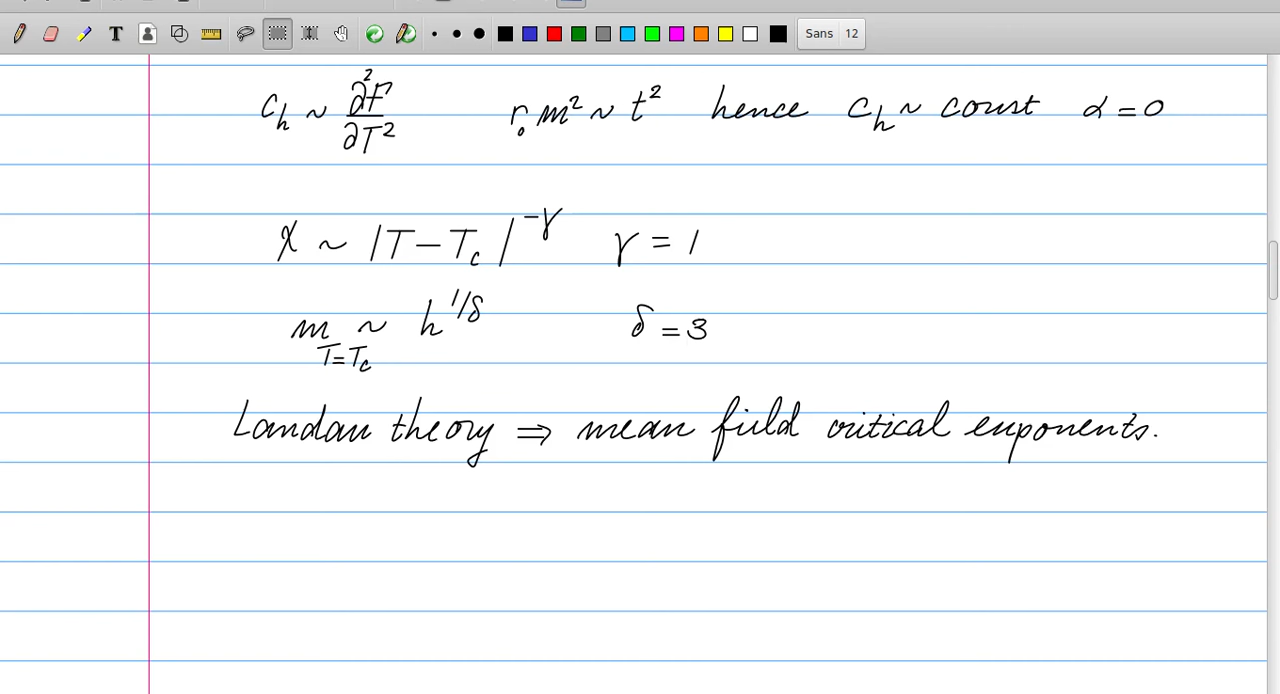 Sans 12
C_h ~ ∂²F/∂T² r₀ m² ~ t² hence C_h ~ const α = 0
χ ~ |T − T_c|^−γ γ = 1
m_{T=T_c} ~ h^{1/δ} δ = 3
Landau theory ⇒ mean field critical exponents.